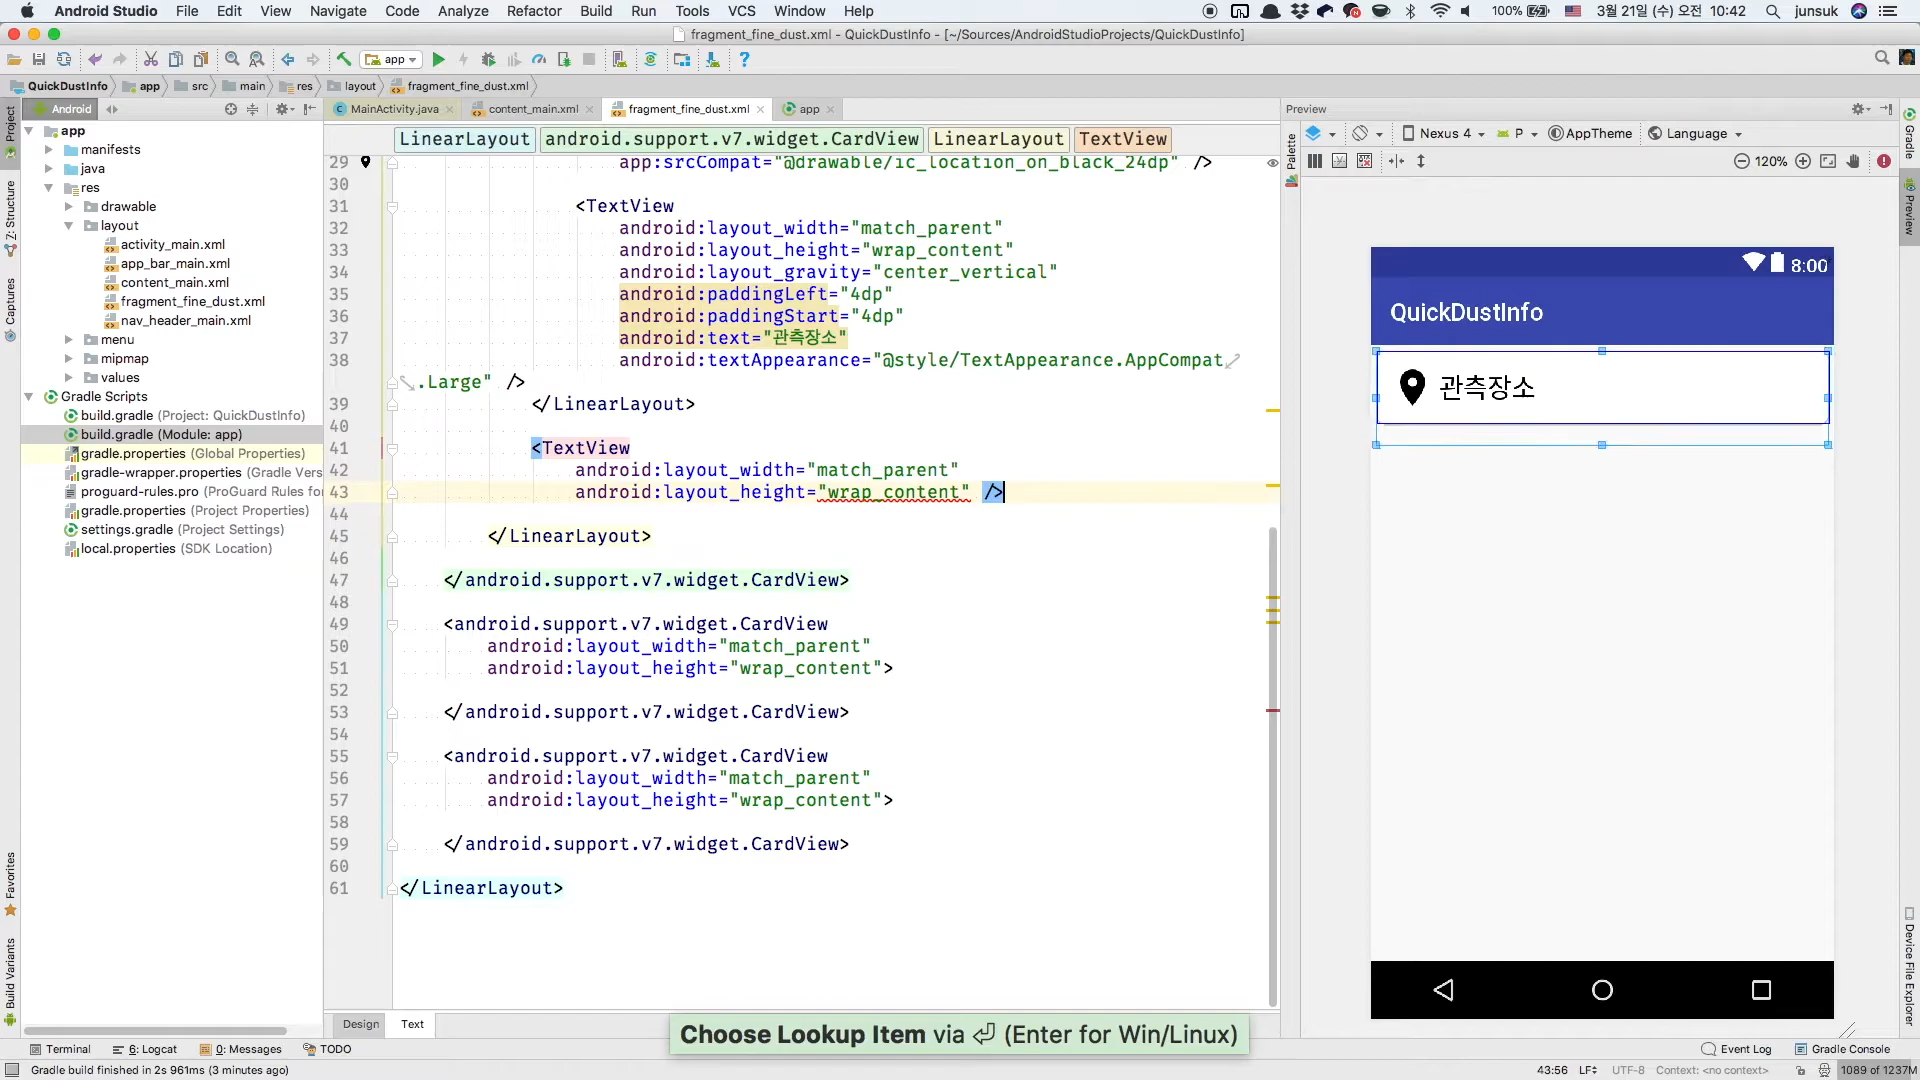 Android Studio File Edit View Navigate Code Analyze Refactor Build Run Tools VCS Window Help 100% 3월 21일 (수) 오전 10:42 junsuk
fragment_fine_dust.xml - QuickDustInfo - [~/Sources/AndroidStudioProjects/QuickDustInfo]
app
QuickDustInfo app src main res layout fragment_fine_dust.xml
Android MainActivity.java content_main.xml fragment_fine_dust.xml app Preview
LinearLayout android.support.v7.widget.CardView LinearLayout TextView
Nexus 4 P AppTheme Language
120%
1: Project
Z: Structure
Captures
Favorites
Build Variants
app
manifests
java
res
drawable
layout
activity_main.xml
app_bar_main.xml
content_main.xml
fragment_fine_dust.xml
nav_header_main.xml
menu
mipmap
values
Gradle Scripts
build.gradle (Project: QuickDustInfo)
build.gradle (Module: app)
gradle.properties (Global Properties)
gradle-wrapper.properties (Gradle Vers
proguard-rules.pro (ProGuard Rules fo
gradle.properties (Project Properties)
settings.gradle (Project Settings)
local.properties (SDK Location)
29 app:srcCompat="@drawable/ic_location_on_black_24dp" />
30
31 <TextView
32 android:layout_width="match_parent"
33 android:layout_height="wrap_content"
34 android:layout_gravity="center_vertical"
35 android:paddingLeft="4dp"
36 android:paddingStart="4dp"
37 android:text="관측장소"
38 android:textAppearance="@style/TextAppearance.AppCompat
.Large" />
39 </LinearLayout>
40
41 <TextView
42 android:layout_width="match_parent"
43 android:layout_height="wrap_content" />
44
45 </LinearLayout>
46
47 </android.support.v7.widget.CardView>
48
49 <android.support.v7.widget.CardView
50 android:layout_width="match_parent"
51 android:layout_height="wrap_content">
52
53 </android.support.v7.widget.CardView>
54
55 <android.support.v7.widget.CardView
56 android:layout_width="match_parent"
57 android:layout_height="wrap_content">
58
59 </android.support.v7.widget.CardView>
60
61 </LinearLayout>
Palette
8:00
QuickDustInfo
관측장소
Gradle
Preview
Device File Explorer
Design Text
Choose Lookup Item via ⏎ (Enter for Win/Linux)
Terminal 6: Logcat 0: Messages TODO Event Log Gradle Console
Gradle build finished in 2s 961ms (3 minutes ago) 43:56 LF÷ UTF-8 Context: <no context> 1089 of 1237M